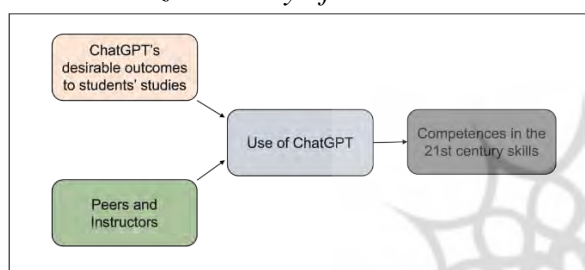 ChatGPT's
desirable outcomes
to students' studies
Use of ChatGPT
Competences in the
21st century skills
Peers and
Instructors